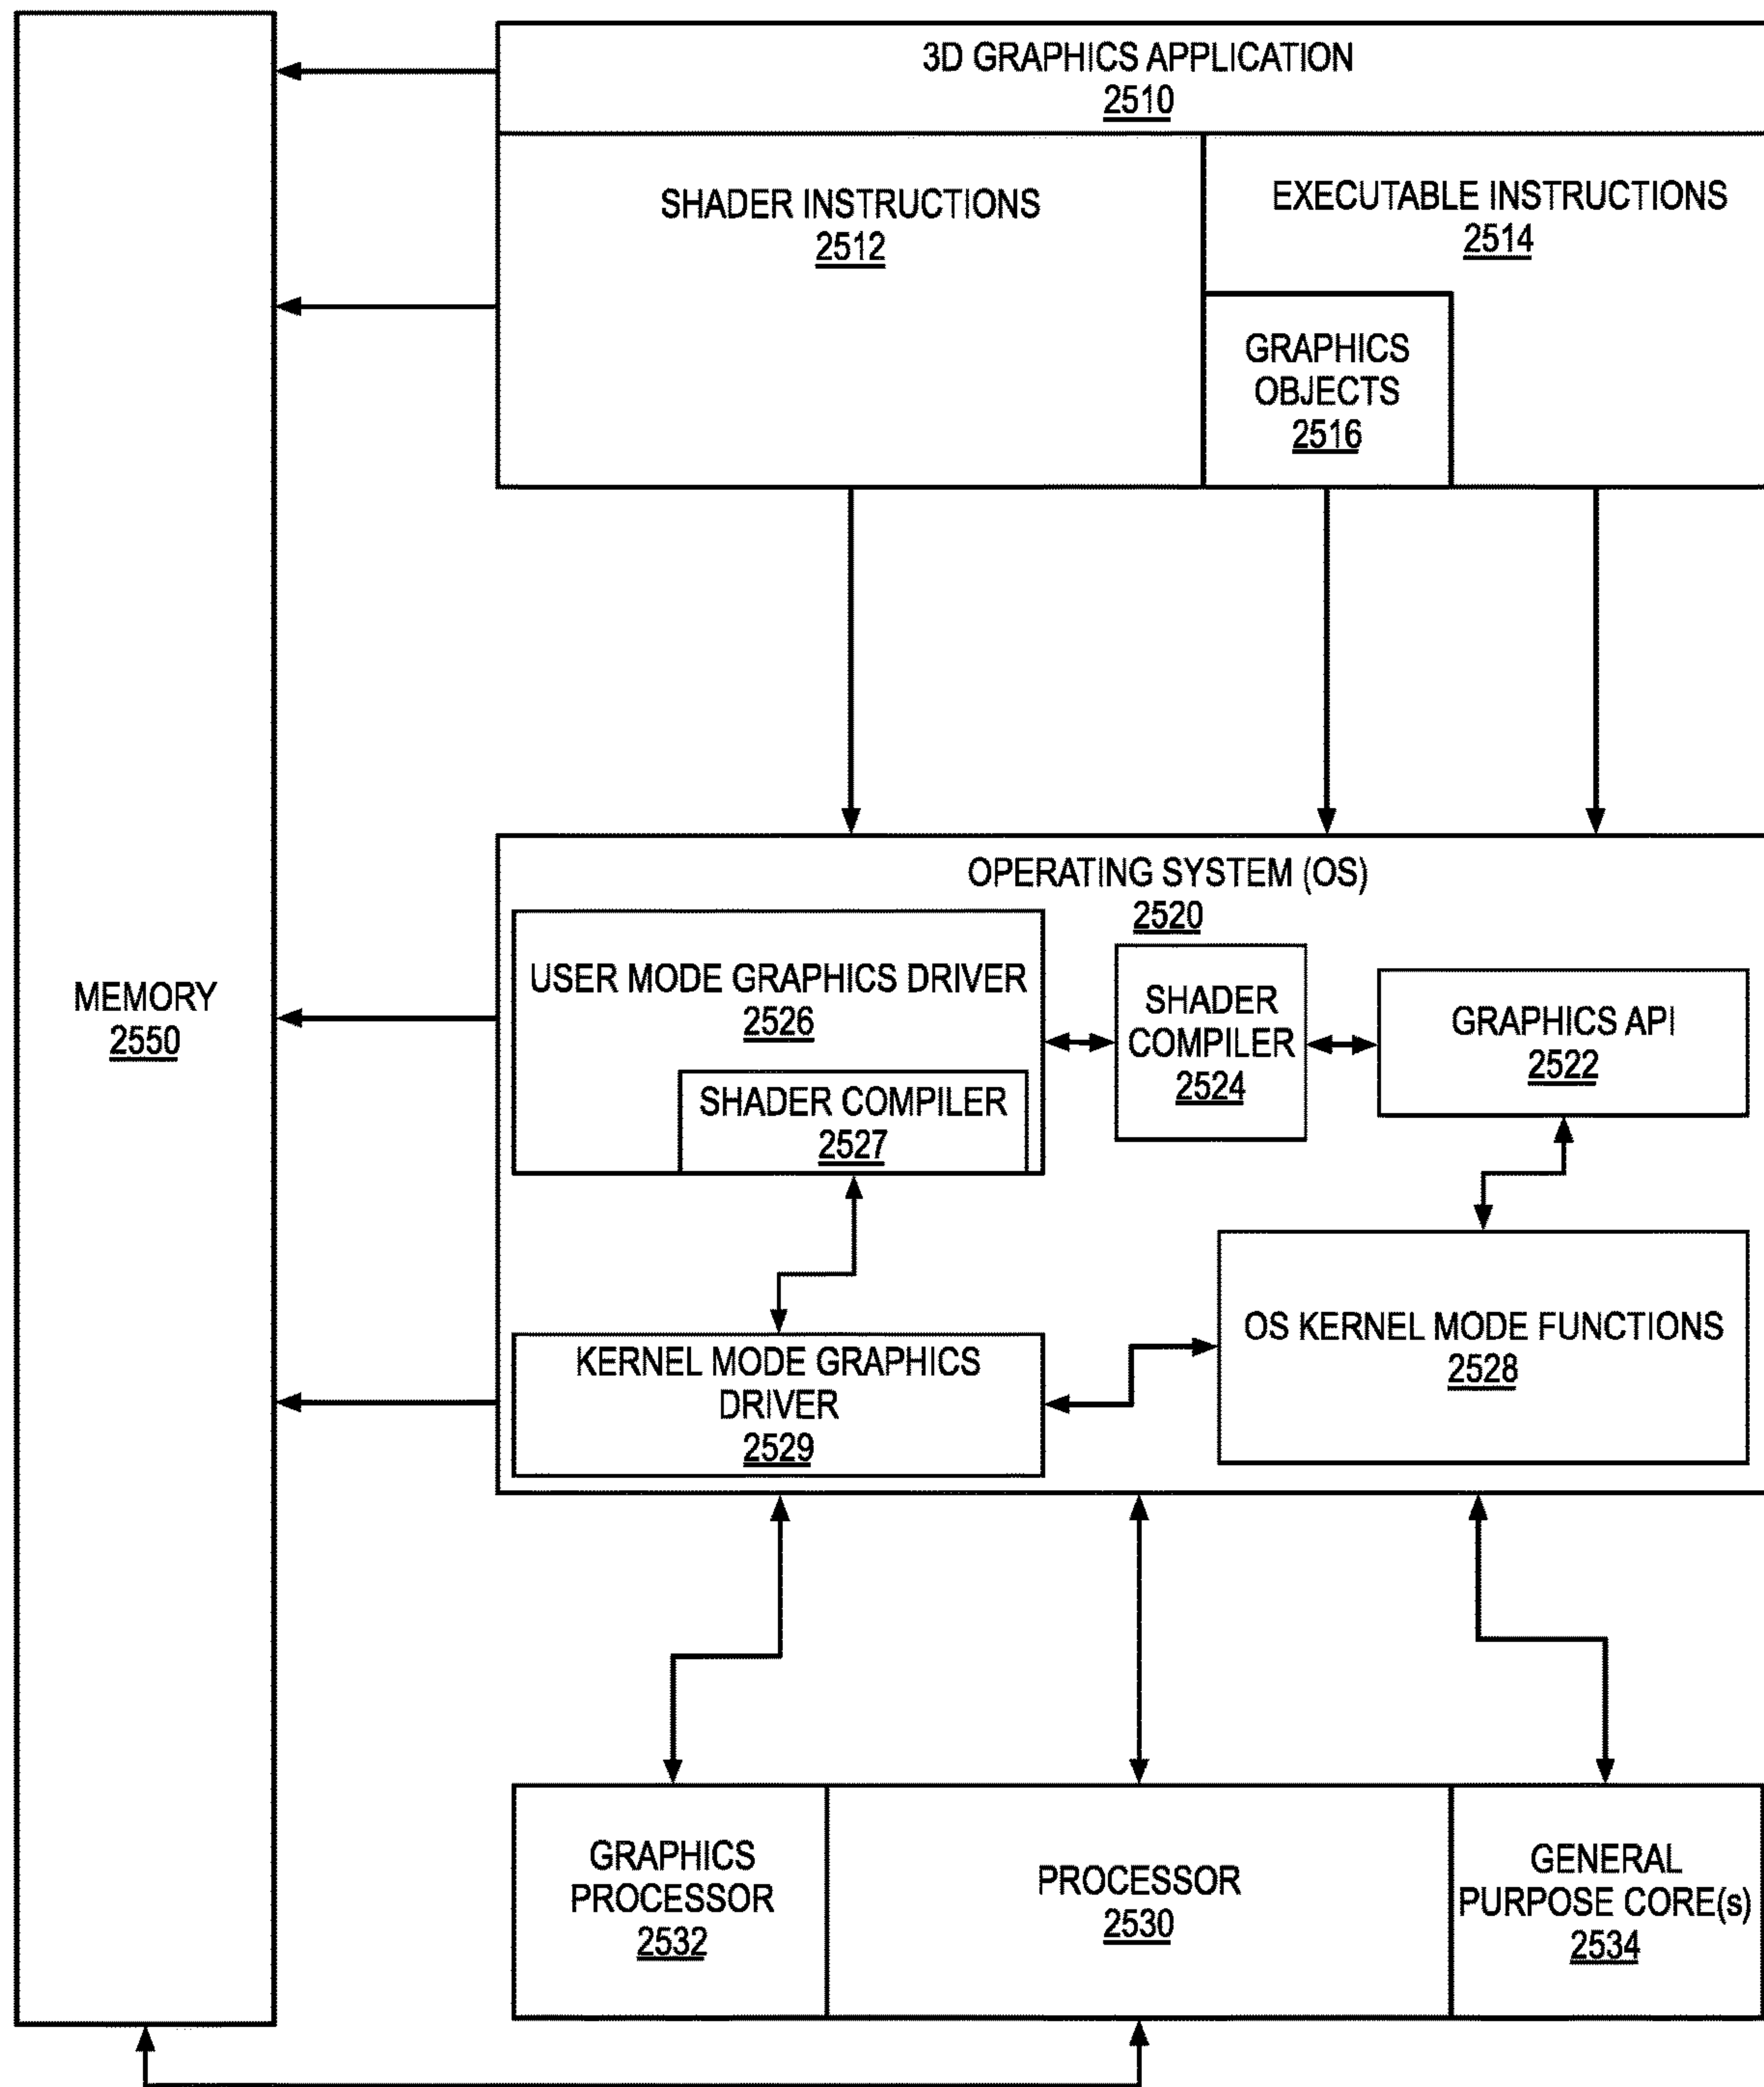 3D GRAPHICS APPLICATION
2510
SHADER INSTRUCTIONS
2512
EXECUTABLE INSTRUCTIONS
2514
GRAPHICS
OBJECTS
2516
MEMORY
2550
OPERATING SYSTEM (OS)
2520
USER MODE GRAPHICS DRIVER
2526
SHADER COMPILER
2527
SHADER
COMPILER
2524
GRAPHICS API
2522
KERNEL MODE GRAPHICS
DRIVER
2529
OS KERNEL MODE FUNCTIONS
2528
GRAPHICS
PROCESSOR
2532
PROCESSOR
2530
GENERAL
PURPOSE CORE(s)
2534